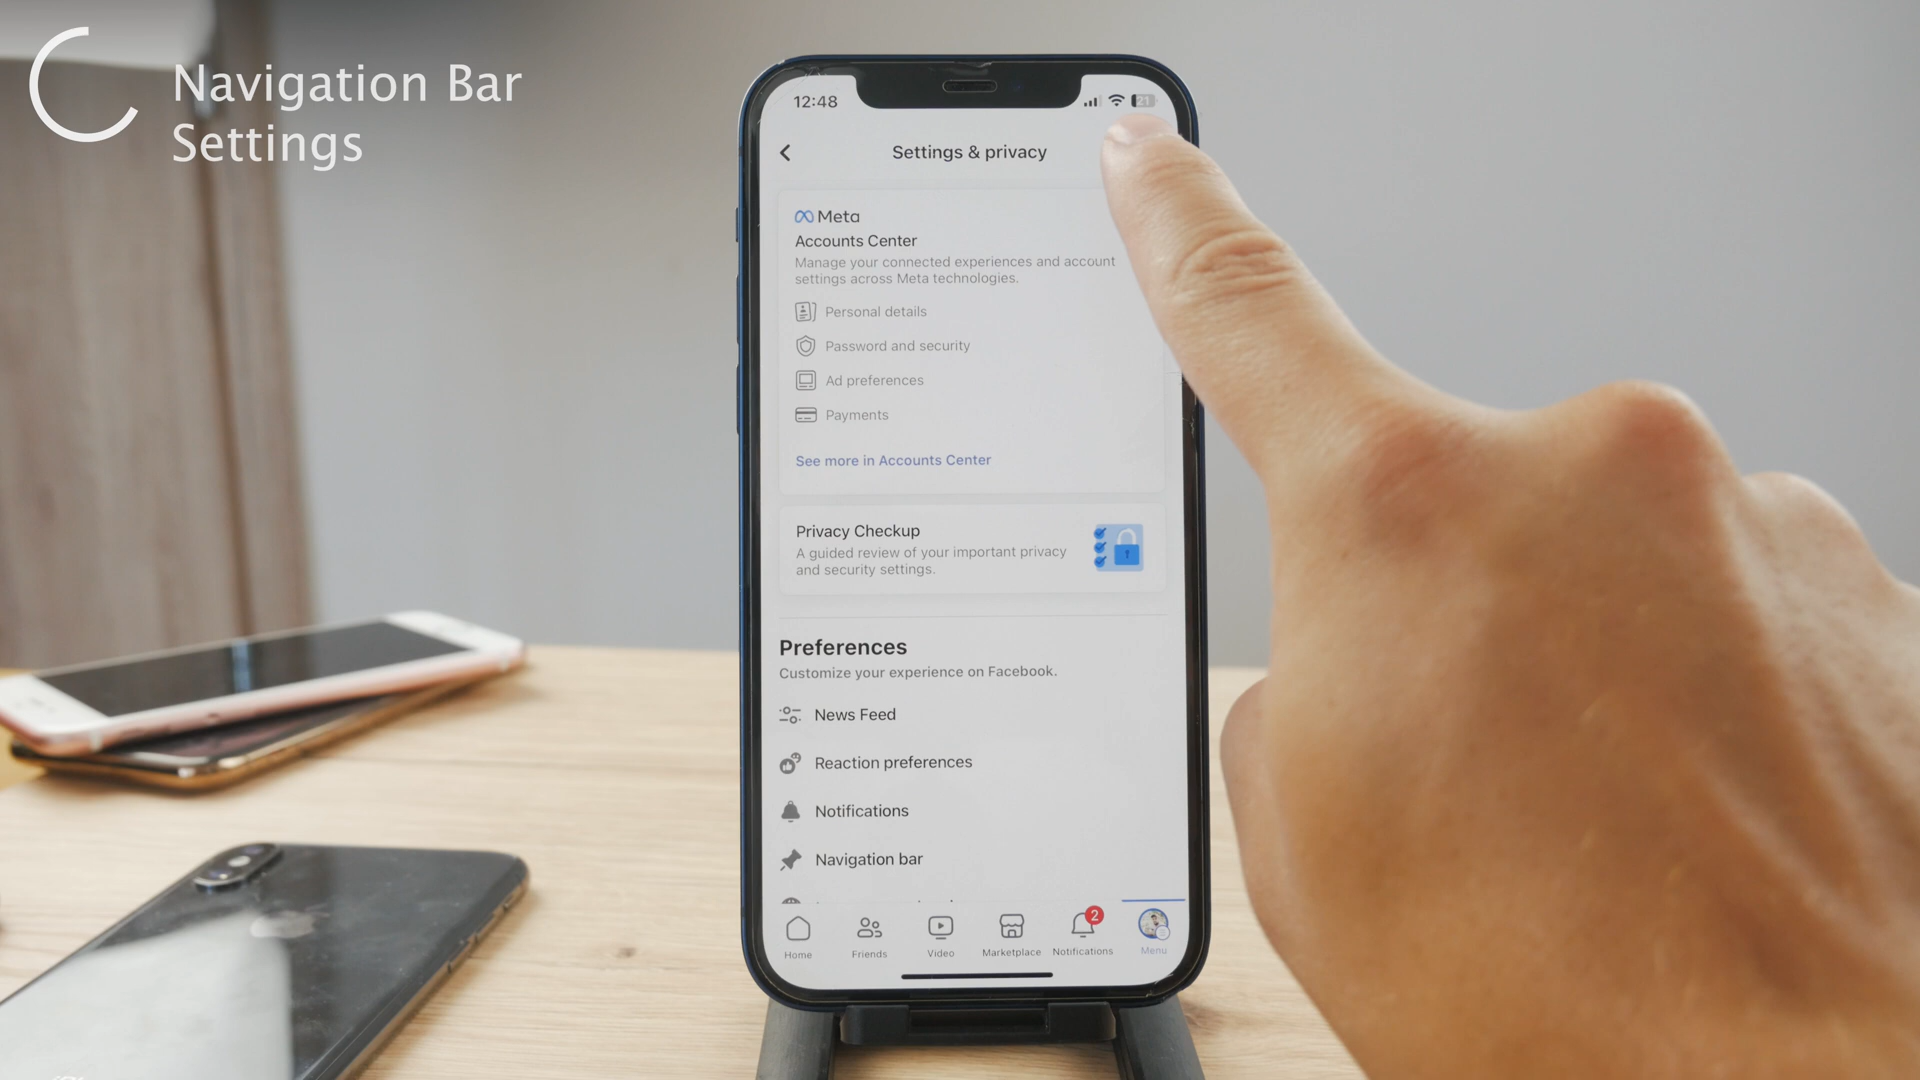 Navigation Bar
Settings
12:48
21
Settings & privacy
Meta
Accounts Center
Manage your connected experiences and account
settings across Meta technologies.
Personal details
Password and security
Ad preferences
Payments
See more in Accounts Center
Privacy Checkup
A guided review of your important privacy
and security settings.
Preferences
Customize your experience on Facebook.
News Feed
Reaction preferences
Notifications
Navigation bar
2
Home
Friends
Video
Marketplace
Notifications
Menu